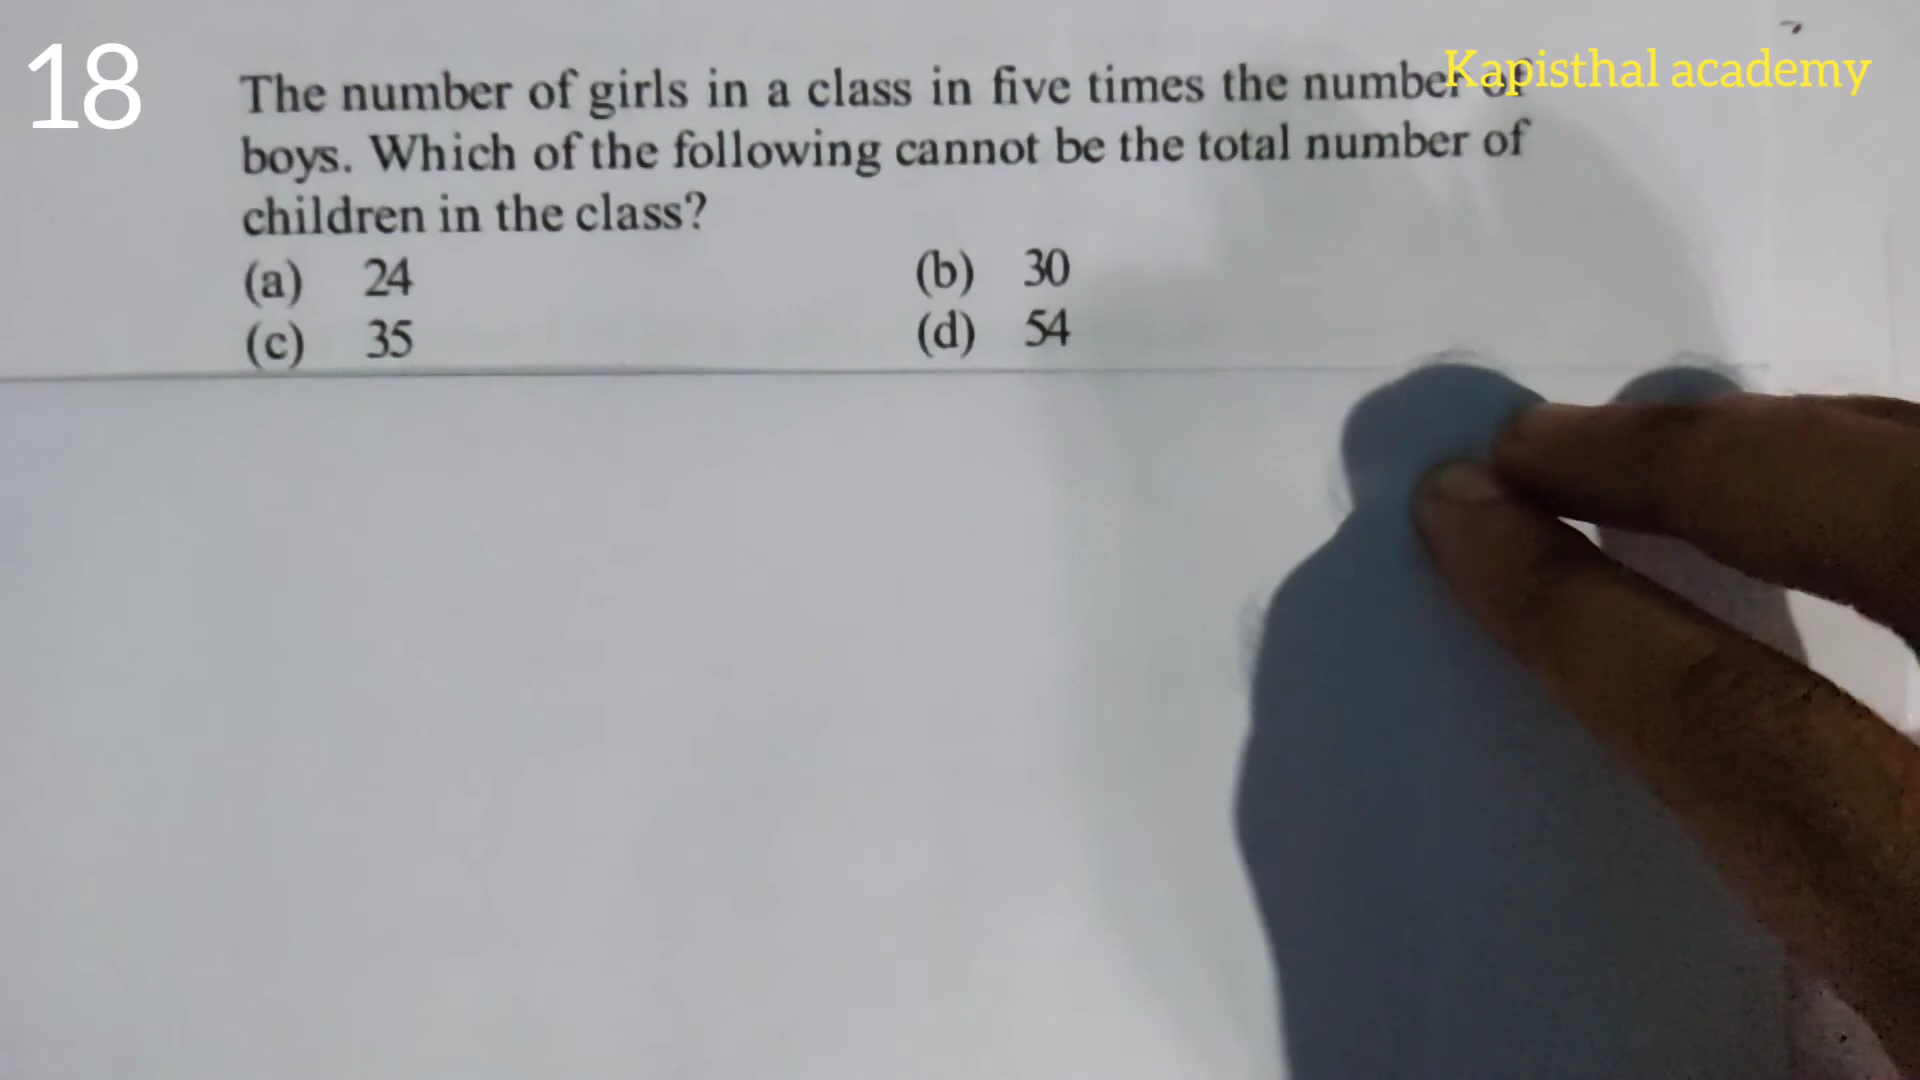 18
Kapisthal academy
The number of girls in a class in five times the number of
boys. Which of the following cannot be the total number of
children in the class?
(a) 24 (b) 30
(c) 35 (d) 54